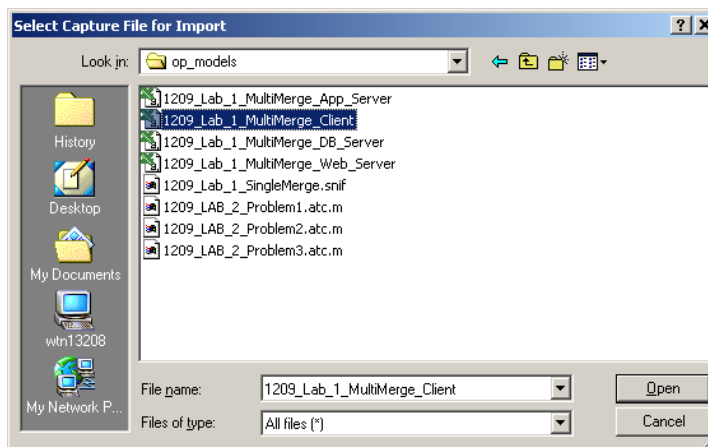 Select Capture File for Import
Look in: op_models
History
Desktop
My Documents
wtn13208
My Network P...
1209_Lab_1_MultiMerge_App_Server
1209_Lab_1_MultiMerge_Client
1209_Lab_1_MultiMerge_DB_Server
1209_Lab_1_MultiMerge_Web_Server
1209_Lab_1_SingleMerge.snif
1209_LAB_2_Problem1.atc.m
1209_LAB_2_Problem2.atc.m
1209_LAB_2_Problem3.atc.m
File name: 1209_Lab_1_MultiMerge_Client Open
Files of type: All files (*) Cancel